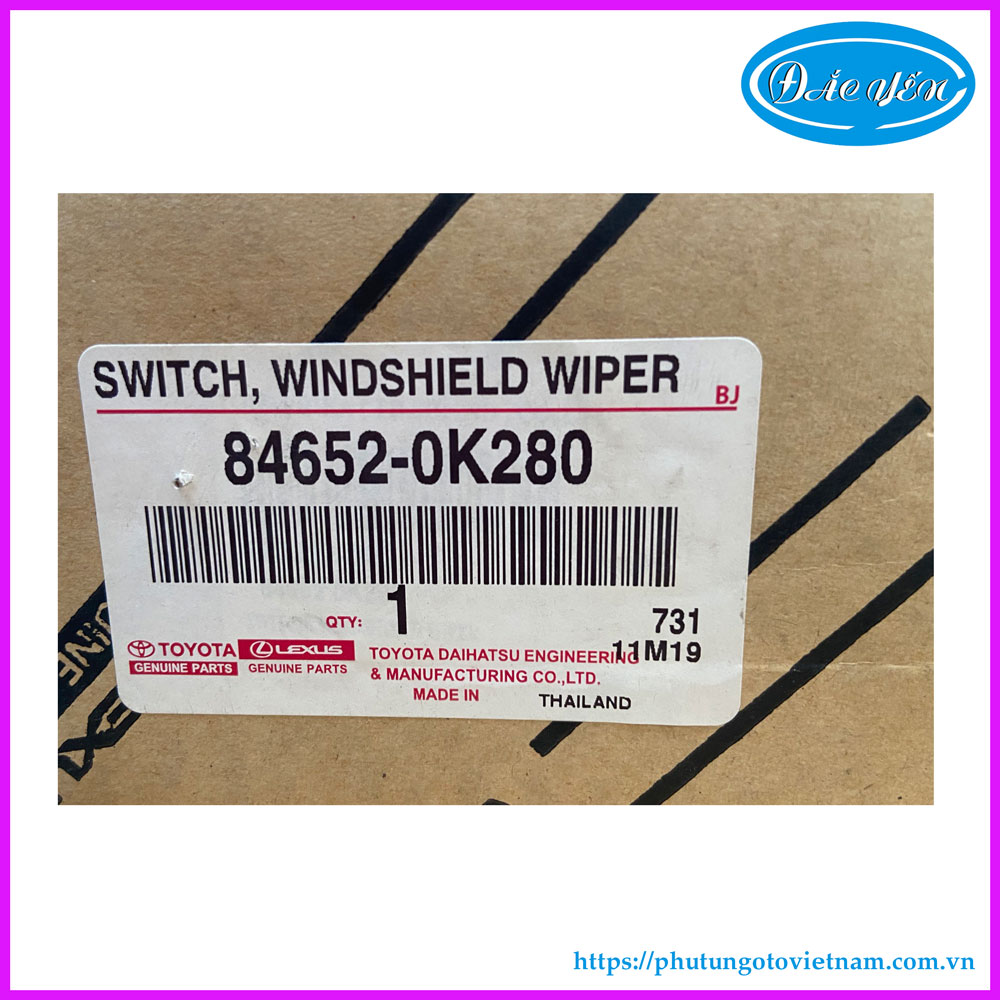 ĐẮC YẾN
SWITCH, WINDSHIELD WIPER
BJ
84652-0K280
QTY: 1
731
11M19
TOYOTA
GENUINE PARTS
LEXUS
GENUINE PARTS
TOYOTA DAIHATSU ENGINEERING
& MANUFACTURING CO.,LTD.
MADE IN THAILAND
https://phutungotovietnam.com.vn